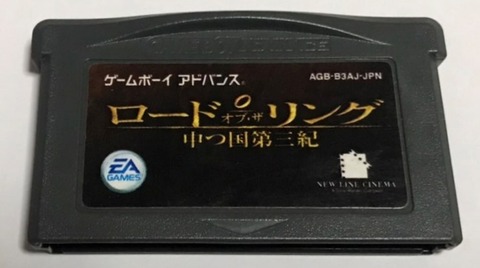 ゲームボーイ アドバンス
AGB-B3AJ-JPN
ロード オブ・ザ リング
中つ国第三紀
EA
GAMES
NEW LINE CINEMA